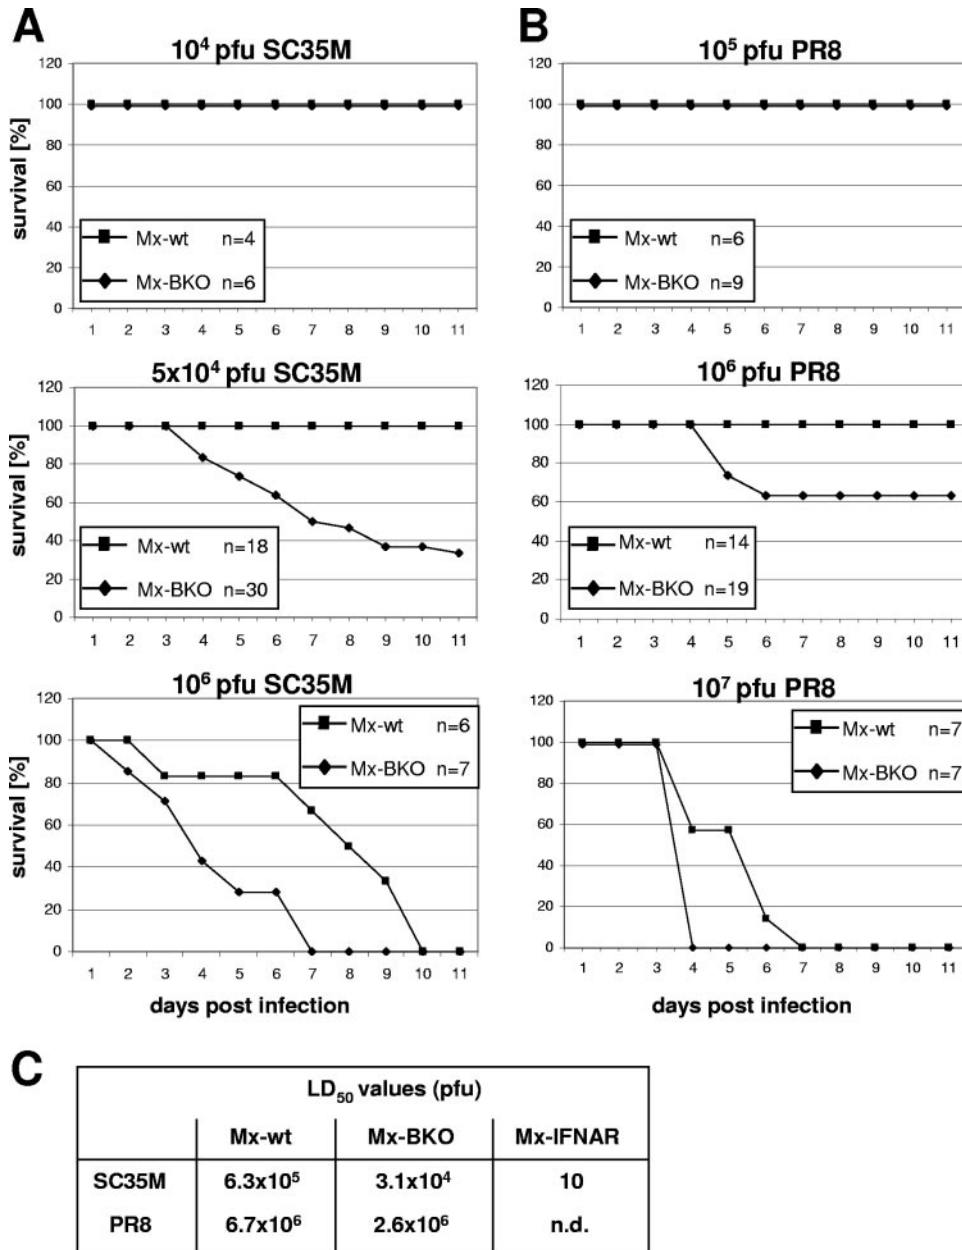 A
10⁴ pfu SC35M
120
100
80
60
40
20
0
survival [%]
Mx-wt n=4
Mx-BKO n=6
1 2 3 4 5 6 7 8 9 10 11
5x10⁴ pfu SC35M
120
100
80
60
40
20
0
survival [%]
Mx-wt n=18
Mx-BKO n=30
1 2 3 4 5 6 7 8 9 10 11
10⁶ pfu SC35M
120
100
80
60
40
20
0
survival [%]
Mx-wt n=6
Mx-BKO n=7
1 2 3 4 5 6 7 8 9 10 11
days post infection
B
10⁵ pfu PR8
120
100
80
60
40
20
0
Mx-wt n=6
Mx-BKO n=9
1 2 3 4 5 6 7 8 9 10 11
10⁶ pfu PR8
120
100
80
60
40
20
0
Mx-wt n=14
Mx-BKO n=19
1 2 3 4 5 6 7 8 9 10 11
10⁷ pfu PR8
120
100
80
60
40
20
0
Mx-wt n=7
Mx-BKO n=7
1 2 3 4 5 6 7 8 9 10 11
days post infection
C
LD₅₀ values (pfu)
Mx-wt Mx-BKO Mx-IFNAR
SC35M 6.3x10⁵ 3.1x10⁴ 10
PR8 6.7x10⁶ 2.6x10⁶ n.d.